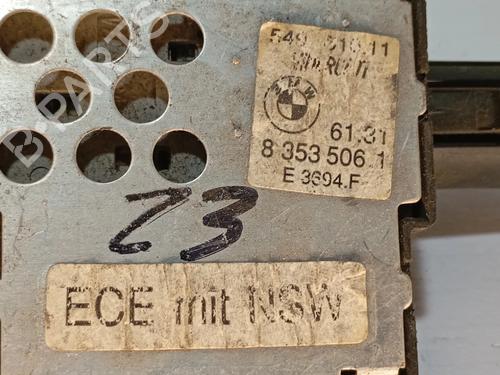 BMW
61.31
8 353 506 1
E 3694.F
Z3
ECE mit NSW